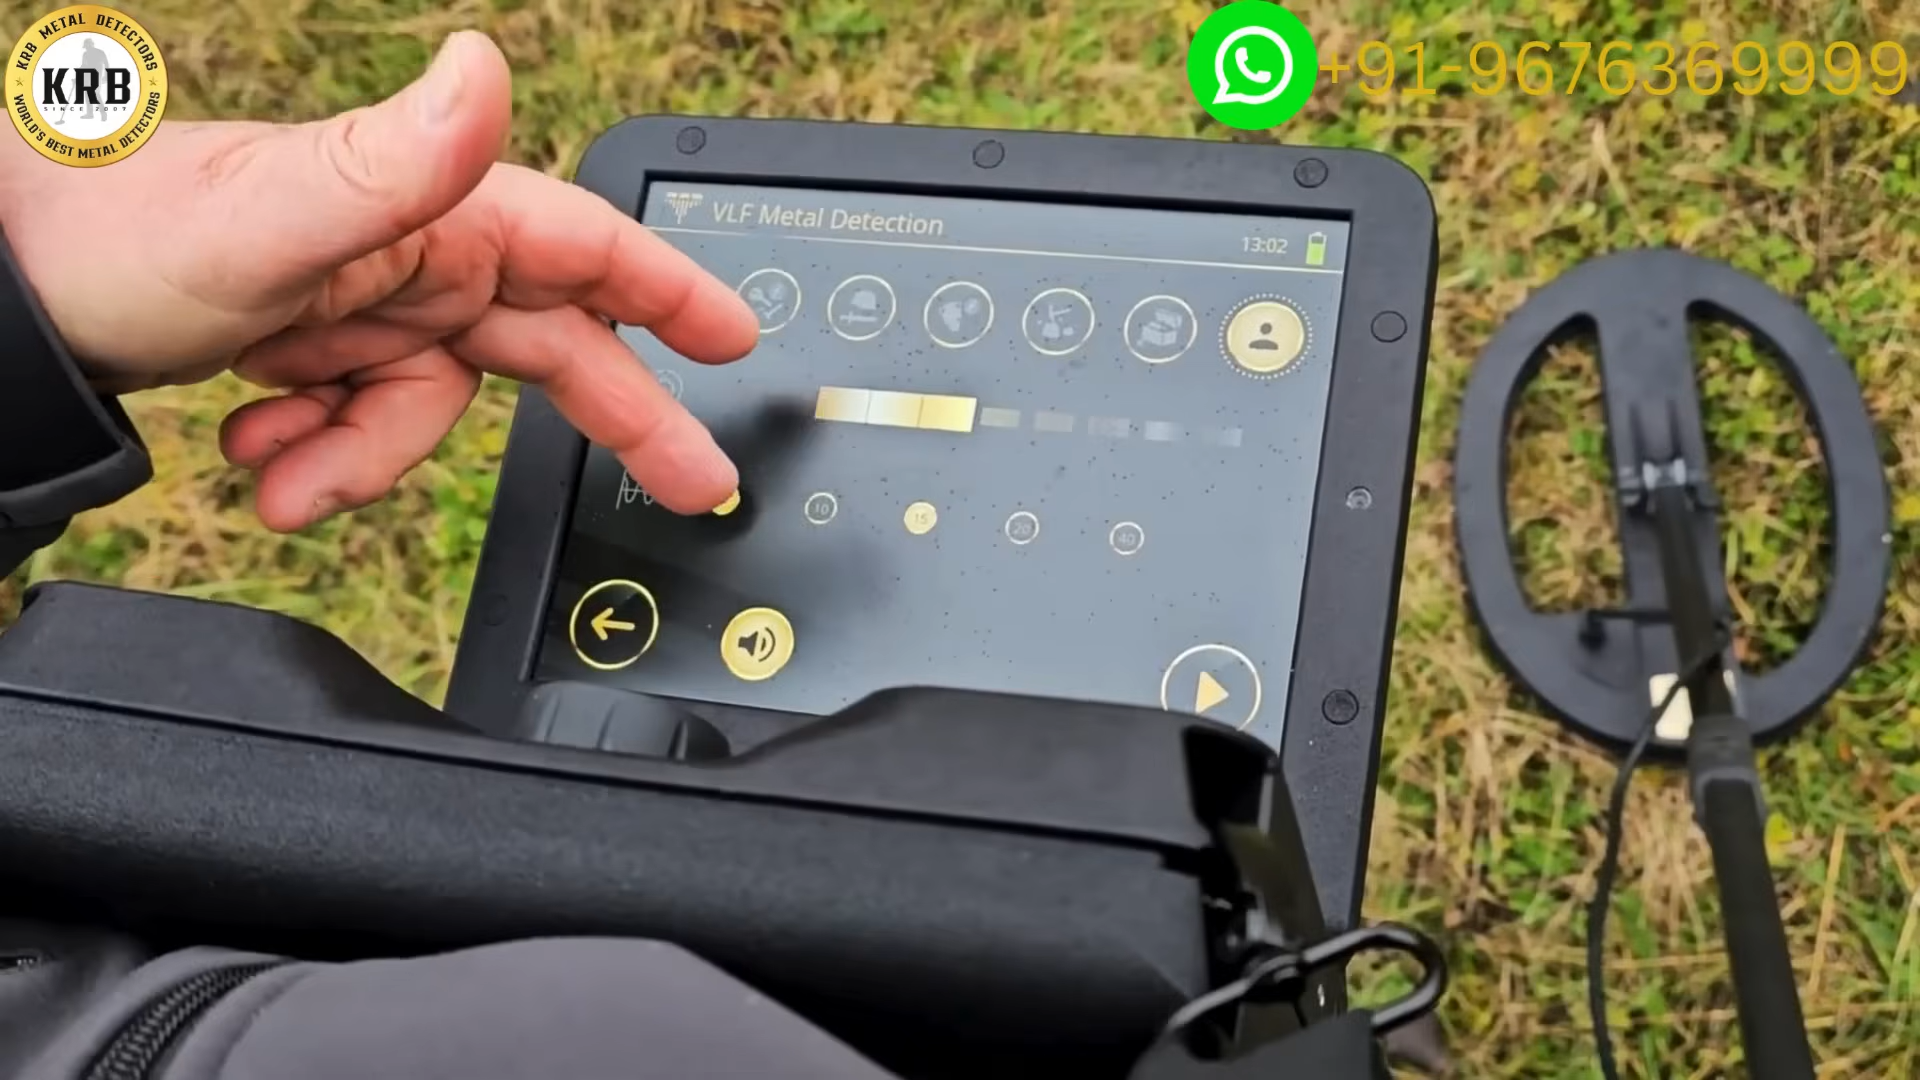 KRB METAL DETECTORS
KRB
SINCE 2007
WORLD'S BEST METAL DETECTORS
+91-9676369999
VLF Metal Detection
13:02
10
15
20
40